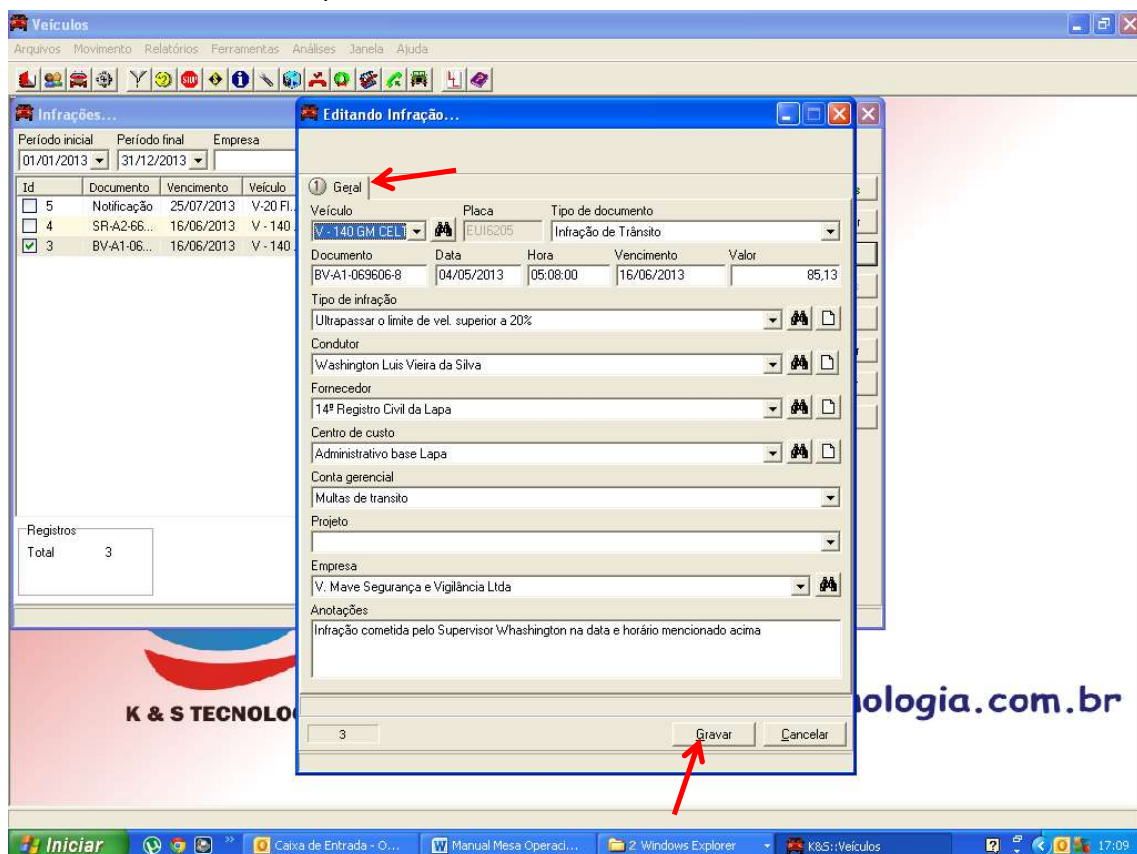 Veículos
Arquivos Movimento Relatórios Ferramentas Análises Janela Ajuda
Infrações...
Período inicial Período final Empresa
01/01/2013 31/12/2013
Id Documento Vencimento Veículo
5 Notificação 25/07/2013 V-20 FI.
4 SR-A2-66... 16/06/2013 V - 140
3 BV-A1-06... 16/06/2013 V - 140
Registros
Total 3
Editando Infração...
1 Geral
Veículo Placa Tipo de documento
V - 140 GM CELT EUI6205 Infração de Trânsito
Documento Data Hora Vencimento Valor
BV-A1-069606-8 04/05/2013 05:08:00 16/06/2013 85,13
Tipo de infração
Ultrapassar o limite de vel. superior a 20%
Condutor
Washington Luis Vieira da Silva
Fornecedor
14º Registro Civil da Lapa
Centro de custo
Administrativo base Lapa
Conta gerencial
Multas de transito
Projeto
Empresa
V. Mave Segurança e Vigilância Ltda
Anotações
Infração cometida pelo Supervisor Whashington na data e horário mencionado acima
3 Gravar Cancelar
K & S TECNOLO
nologia.com.br
Iniciar Caixa de Entrada - O... Manual Mesa Operaci... 2 Windows Explorer K&S::Veículos 17:09